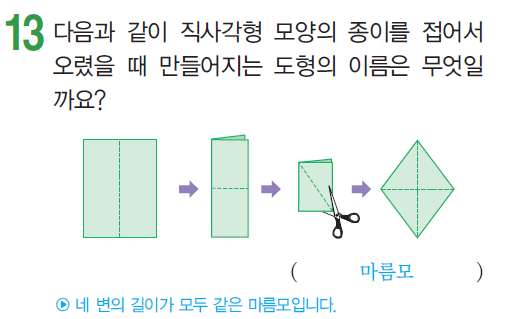 13 다음과 같이 직사각형 모양의 종이를 접어서
오렸을 때 만들어지는 도형의 이름은 무엇일
까요?
( 마름모 )
▶ 네 변의 길이가 모두 같은 마름모입니다.